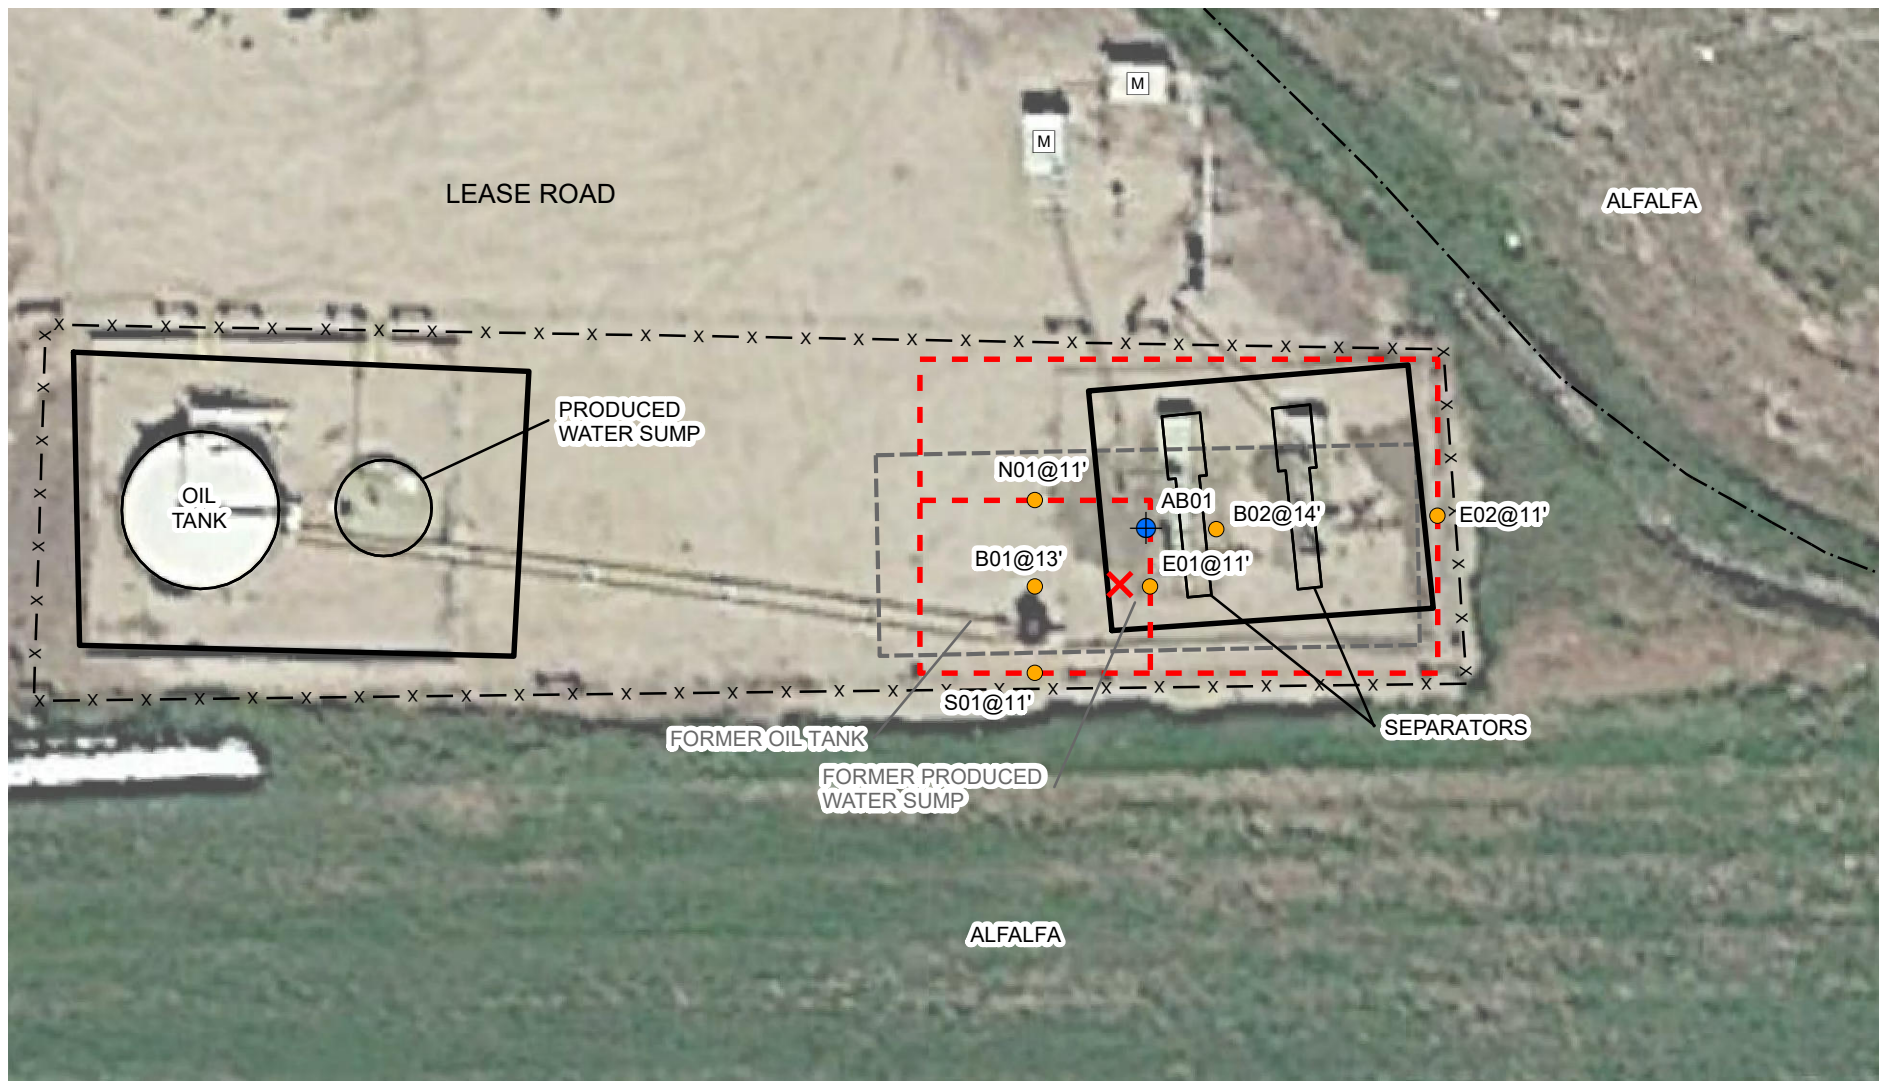 M
M
LEASE ROAD
ALFALFA
PRODUCED
WATER SUMP
OIL
TANK
N01@11'
AB01
B02@14'
E02@11'
B01@13'
E01@11'
S01@11'
SEPARATORS
FORMER OIL TANK
FORMER PRODUCED
WATER SUMP
ALFALFA